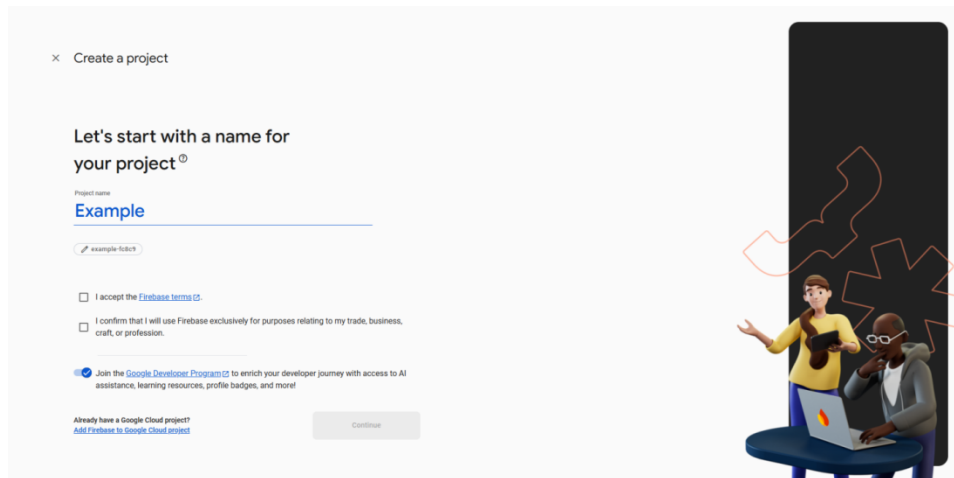 Create a project
Let's start with a name for
your project
Project name
Example
example-fc8c9
I accept the Firebase terms.
I confirm that I will use Firebase exclusively for purposes relating to my trade, business,
craft, or profession.
Join the Google Developer Program to enrich your developer journey with access to AI
assistance, learning resources, profile badges, and more!
Already have a Google Cloud project?
Add Firebase to Google Cloud project
Continue